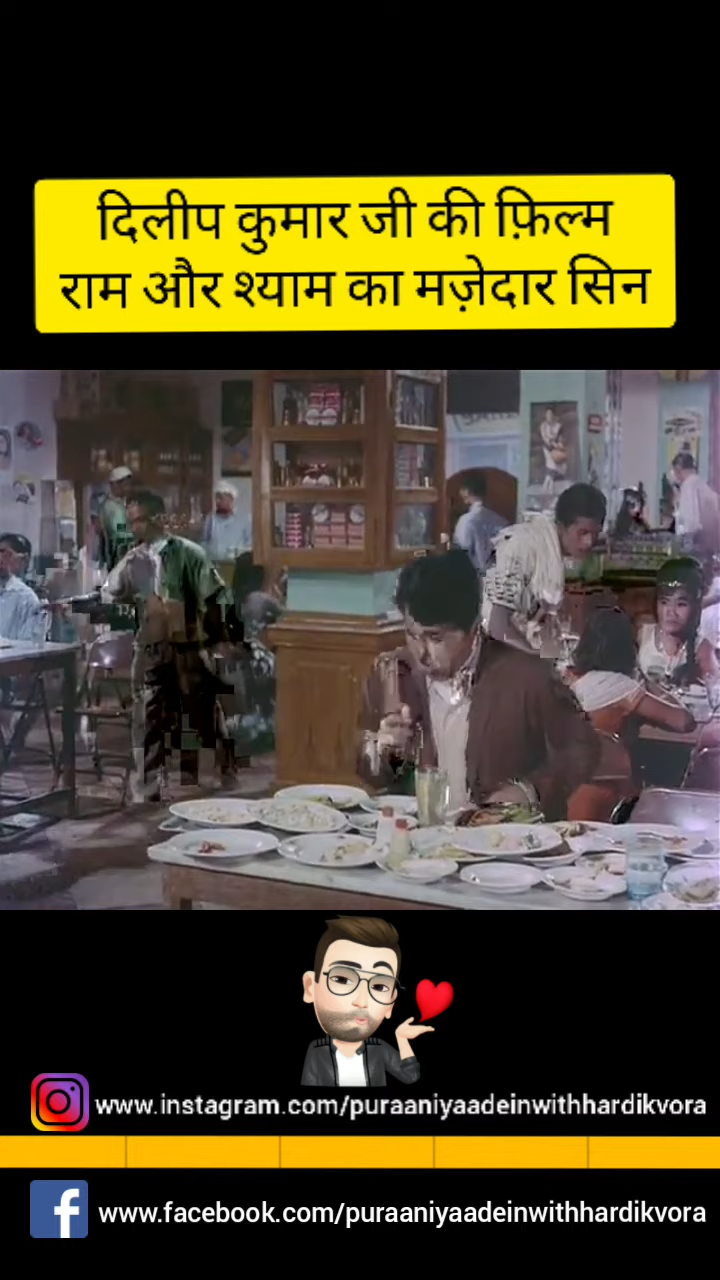 दिलीप कुमार जी की फ़िल्म
राम और श्याम का मज़ेदार सिन
www.instagram.com/puraaniyaadeinwithhardikvora
www.facebook.com/puraaniyaadeinwithhardikvora